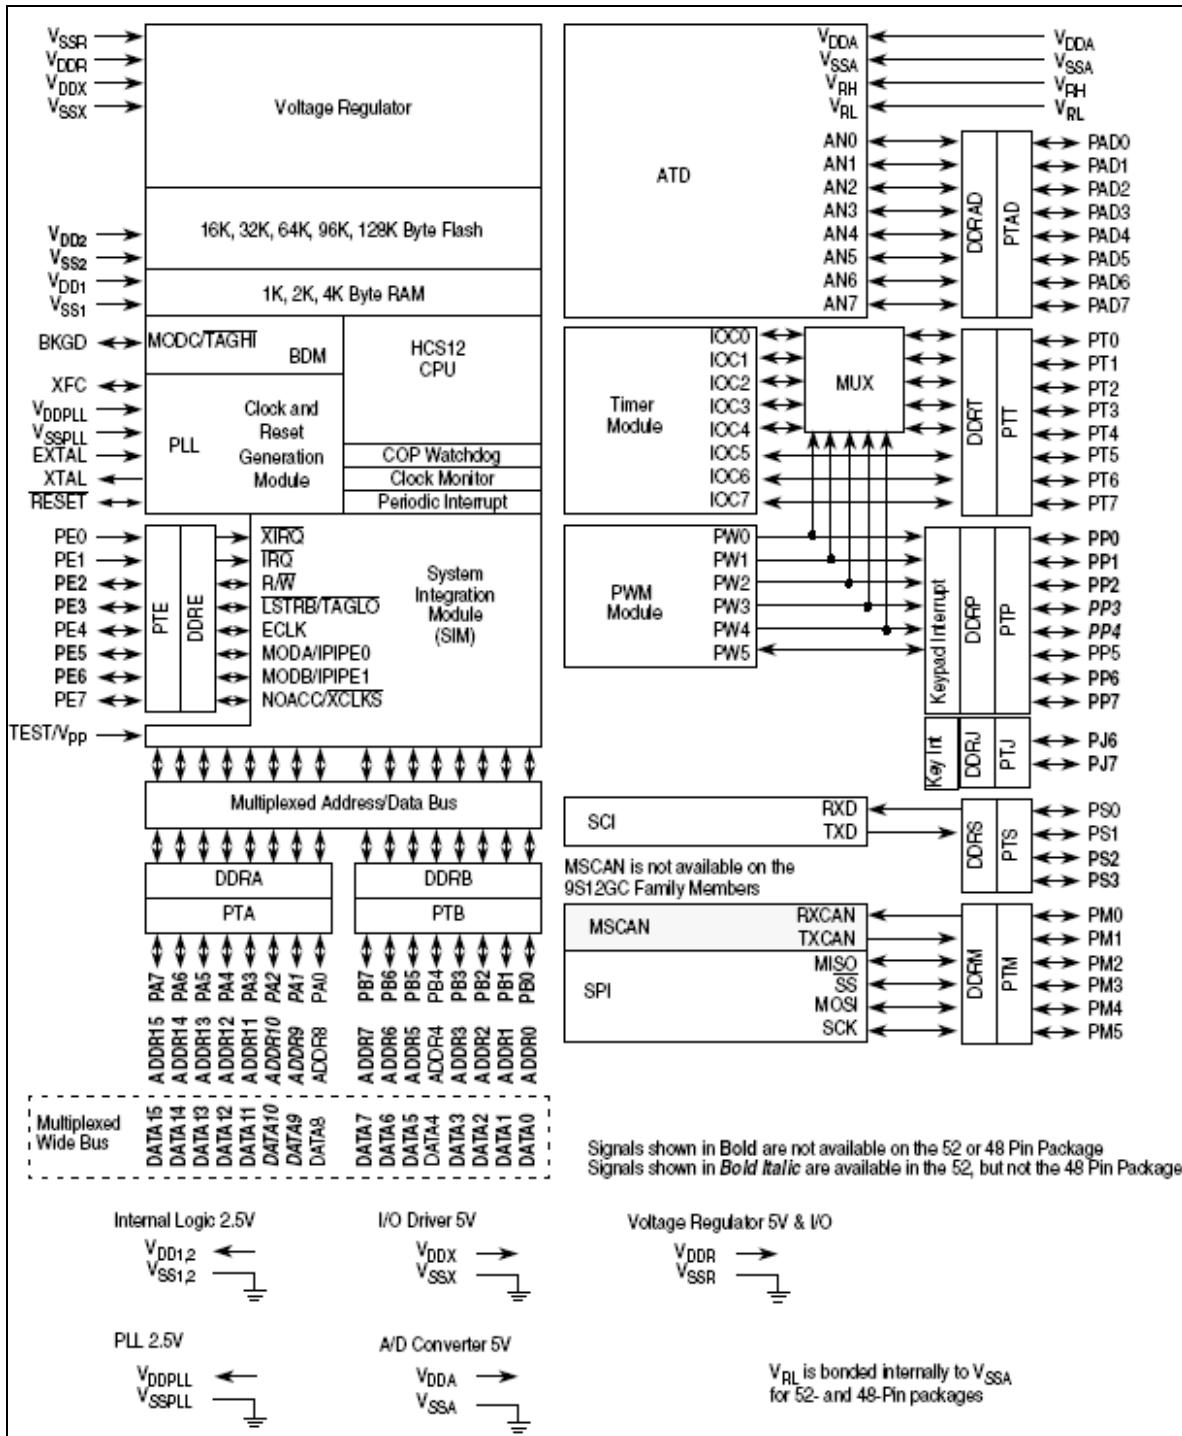 VSSR
VDDR
VDDX
VSSX
Voltage Regulator
VDD2
VSS2
16K, 32K, 64K, 96K, 128K Byte Flash
VDD1
VSS1
1K, 2K, 4K Byte RAM
BKGD
MODC/TAGHI
BDM
HCS12
CPU
XFC
VDDPLL
VSSPLL
EXTAL
XTAL
RESET
PLL
Clock and
Reset
Generation
Module
COP Watchdog
Clock Monitor
Periodic Interrupt
PE0
PE1
PE2
PE3
PE4
PE5
PE6
PE7
PTE
DDRE
XIRQ
IRQ
R/W
LSTRB/TAGLO
ECLK
MODA/IPIPE0
MODB/IPIPE1
NOACC/XCLKS
System
Integration
Module
(SIM)
TEST/VPP
Multiplexed Address/Data Bus
DDRA
DDRB
PTA
PTB
PA7
PA6
PA5
PA4
PA3
PA2
PA1
PA0
PB7
PB6
PB5
PB4
PB3
PB2
PB1
PB0
ADDR15
ADDR14
ADDR13
ADDR12
ADDR11
ADDR10
ADDR9
ADDR8
ADDR7
ADDR6
ADDR5
ADDR4
ADDR3
ADDR2
ADDR1
ADDR0
Multiplexed
Wide Bus
DATA15
DATA14
DATA13
DATA12
DATA11
DATA10
DATA9
DATA8
DATA7
DATA6
DATA5
DATA4
DATA3
DATA2
DATA1
DATA0
ATD
VDDA
VSSA
VRH
VRL
VDDA
VSSA
VRH
VRL
AN0
AN1
AN2
AN3
AN4
AN5
AN6
AN7
DDRAD
PTAD
PAD0
PAD1
PAD2
PAD3
PAD4
PAD5
PAD6
PAD7
Timer
Module
IOC0
IOC1
IOC2
IOC3
IOC4
IOC5
IOC6
IOC7
MUX
DDRT
PTT
PT0
PT1
PT2
PT3
PT4
PT5
PT6
PT7
PWM
Module
PW0
PW1
PW2
PW3
PW4
PW5
Keypad Interrupt
DDRP
PTP
PP0
PP1
PP2
PP3
PP4
PP5
PP6
PP7
Key Int
DDRJ
PTJ
PJ6
PJ7
SCI
RXD
TXD
DDRS
PTS
PS0
PS1
PS2
PS3
MSCAN is not available on the
9S12GC Family Members
MSCAN
RXCAN
TXCAN
SPI
MISO
SS
MOSI
SCK
DDRM
PTM
PM0
PM1
PM2
PM3
PM4
PM5
Signals shown in Bold are not available on the 52 or 48 Pin Package
Signals shown in Bold Italic are available in the 52, but not the 48 Pin Package
Internal Logic 2.5V
VDD1,2
VSS1,2
I/O Driver 5V
VDDX
VSSX
Voltage Regulator 5V & I/O
VDDR
VSSR
PLL 2.5V
VDDPLL
VSSPLL
A/D Converter 5V
VDDA
VSSA
VRL is bonded internally to VSSA
for 52- and 48-Pin packages